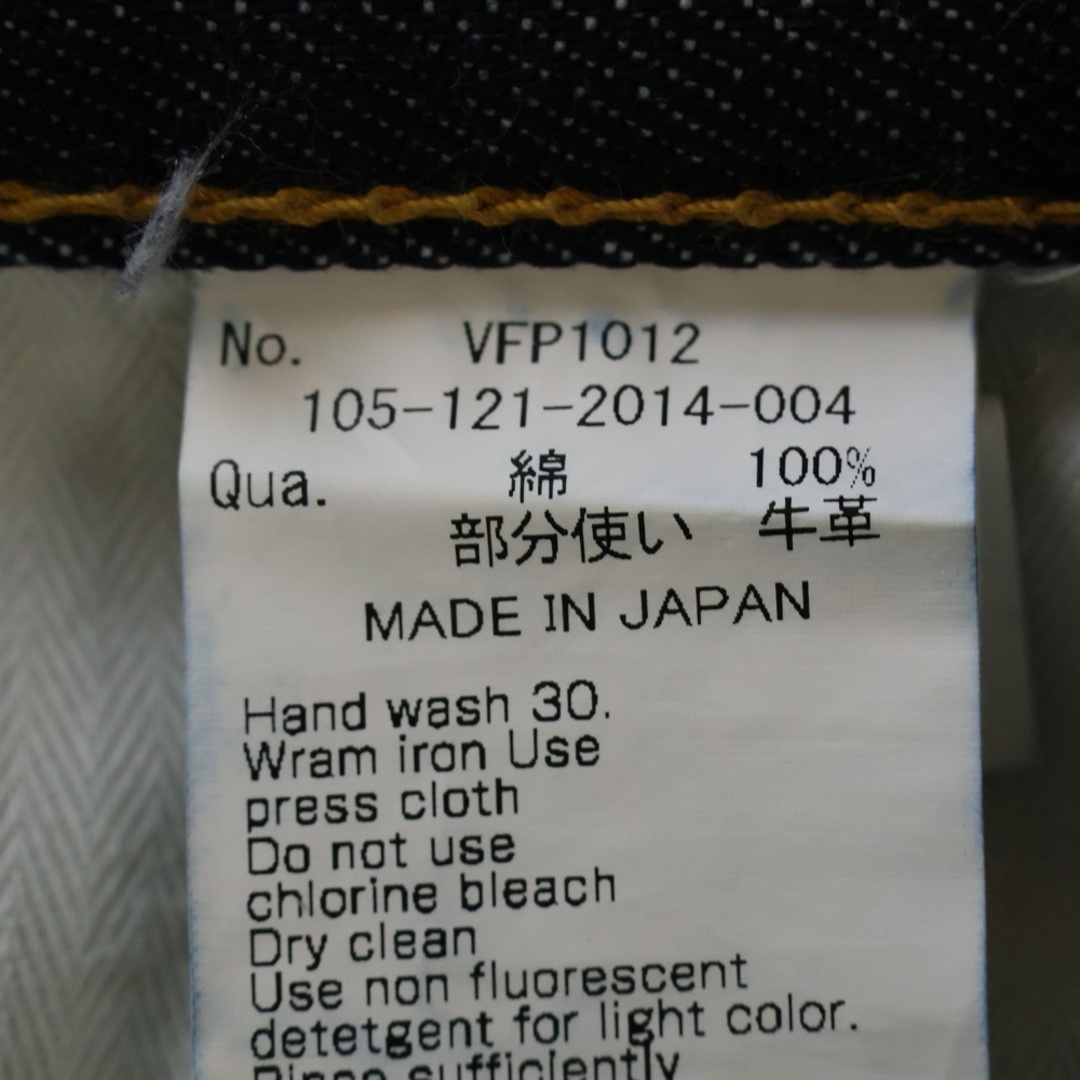 No. VFP1012
105-121-2014-004
Qua. 綿 100%
部分使い 牛革
MADE IN JAPAN
Hand wash 30.
Wram iron Use
press cloth
Do not use
chlorine bleach
Dry clean
Use non fluorescent
detetgent for light color.
Rinse sufficiently